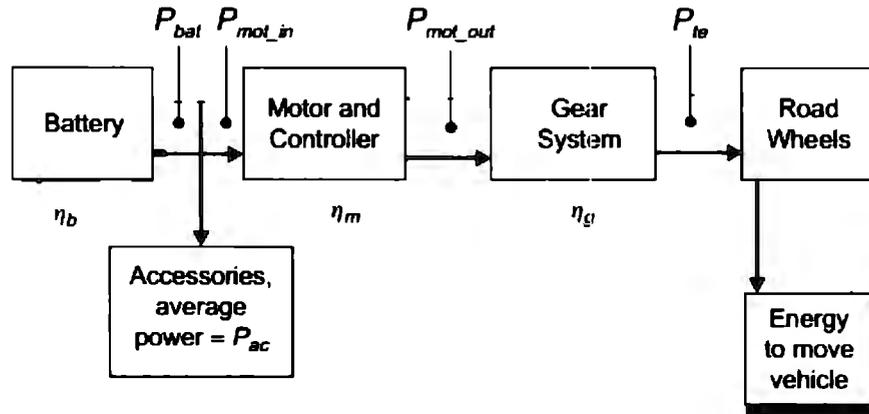 P_bat P_mot_in P_mot_out P_te
Battery
Motor and
Controller
Gear
System
Road
Wheels
η_b η_m η_g
Accessories,
average
power = P_ac
Energy
to move
vehicle